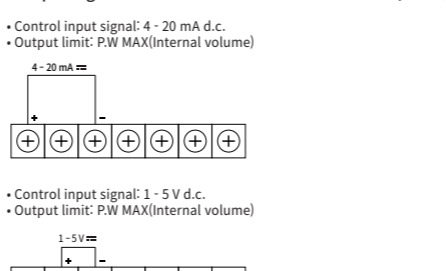 • Control input signal: 4 - 20 mA d.c.
• Output limit: P.W MAX(Internal volume)
4 - 20 mA ⎓
+ −
• Control input signal: 1 - 5 V d.c.
• Output limit: P.W MAX(Internal volume)
1 - 5 V ⎓
+ −